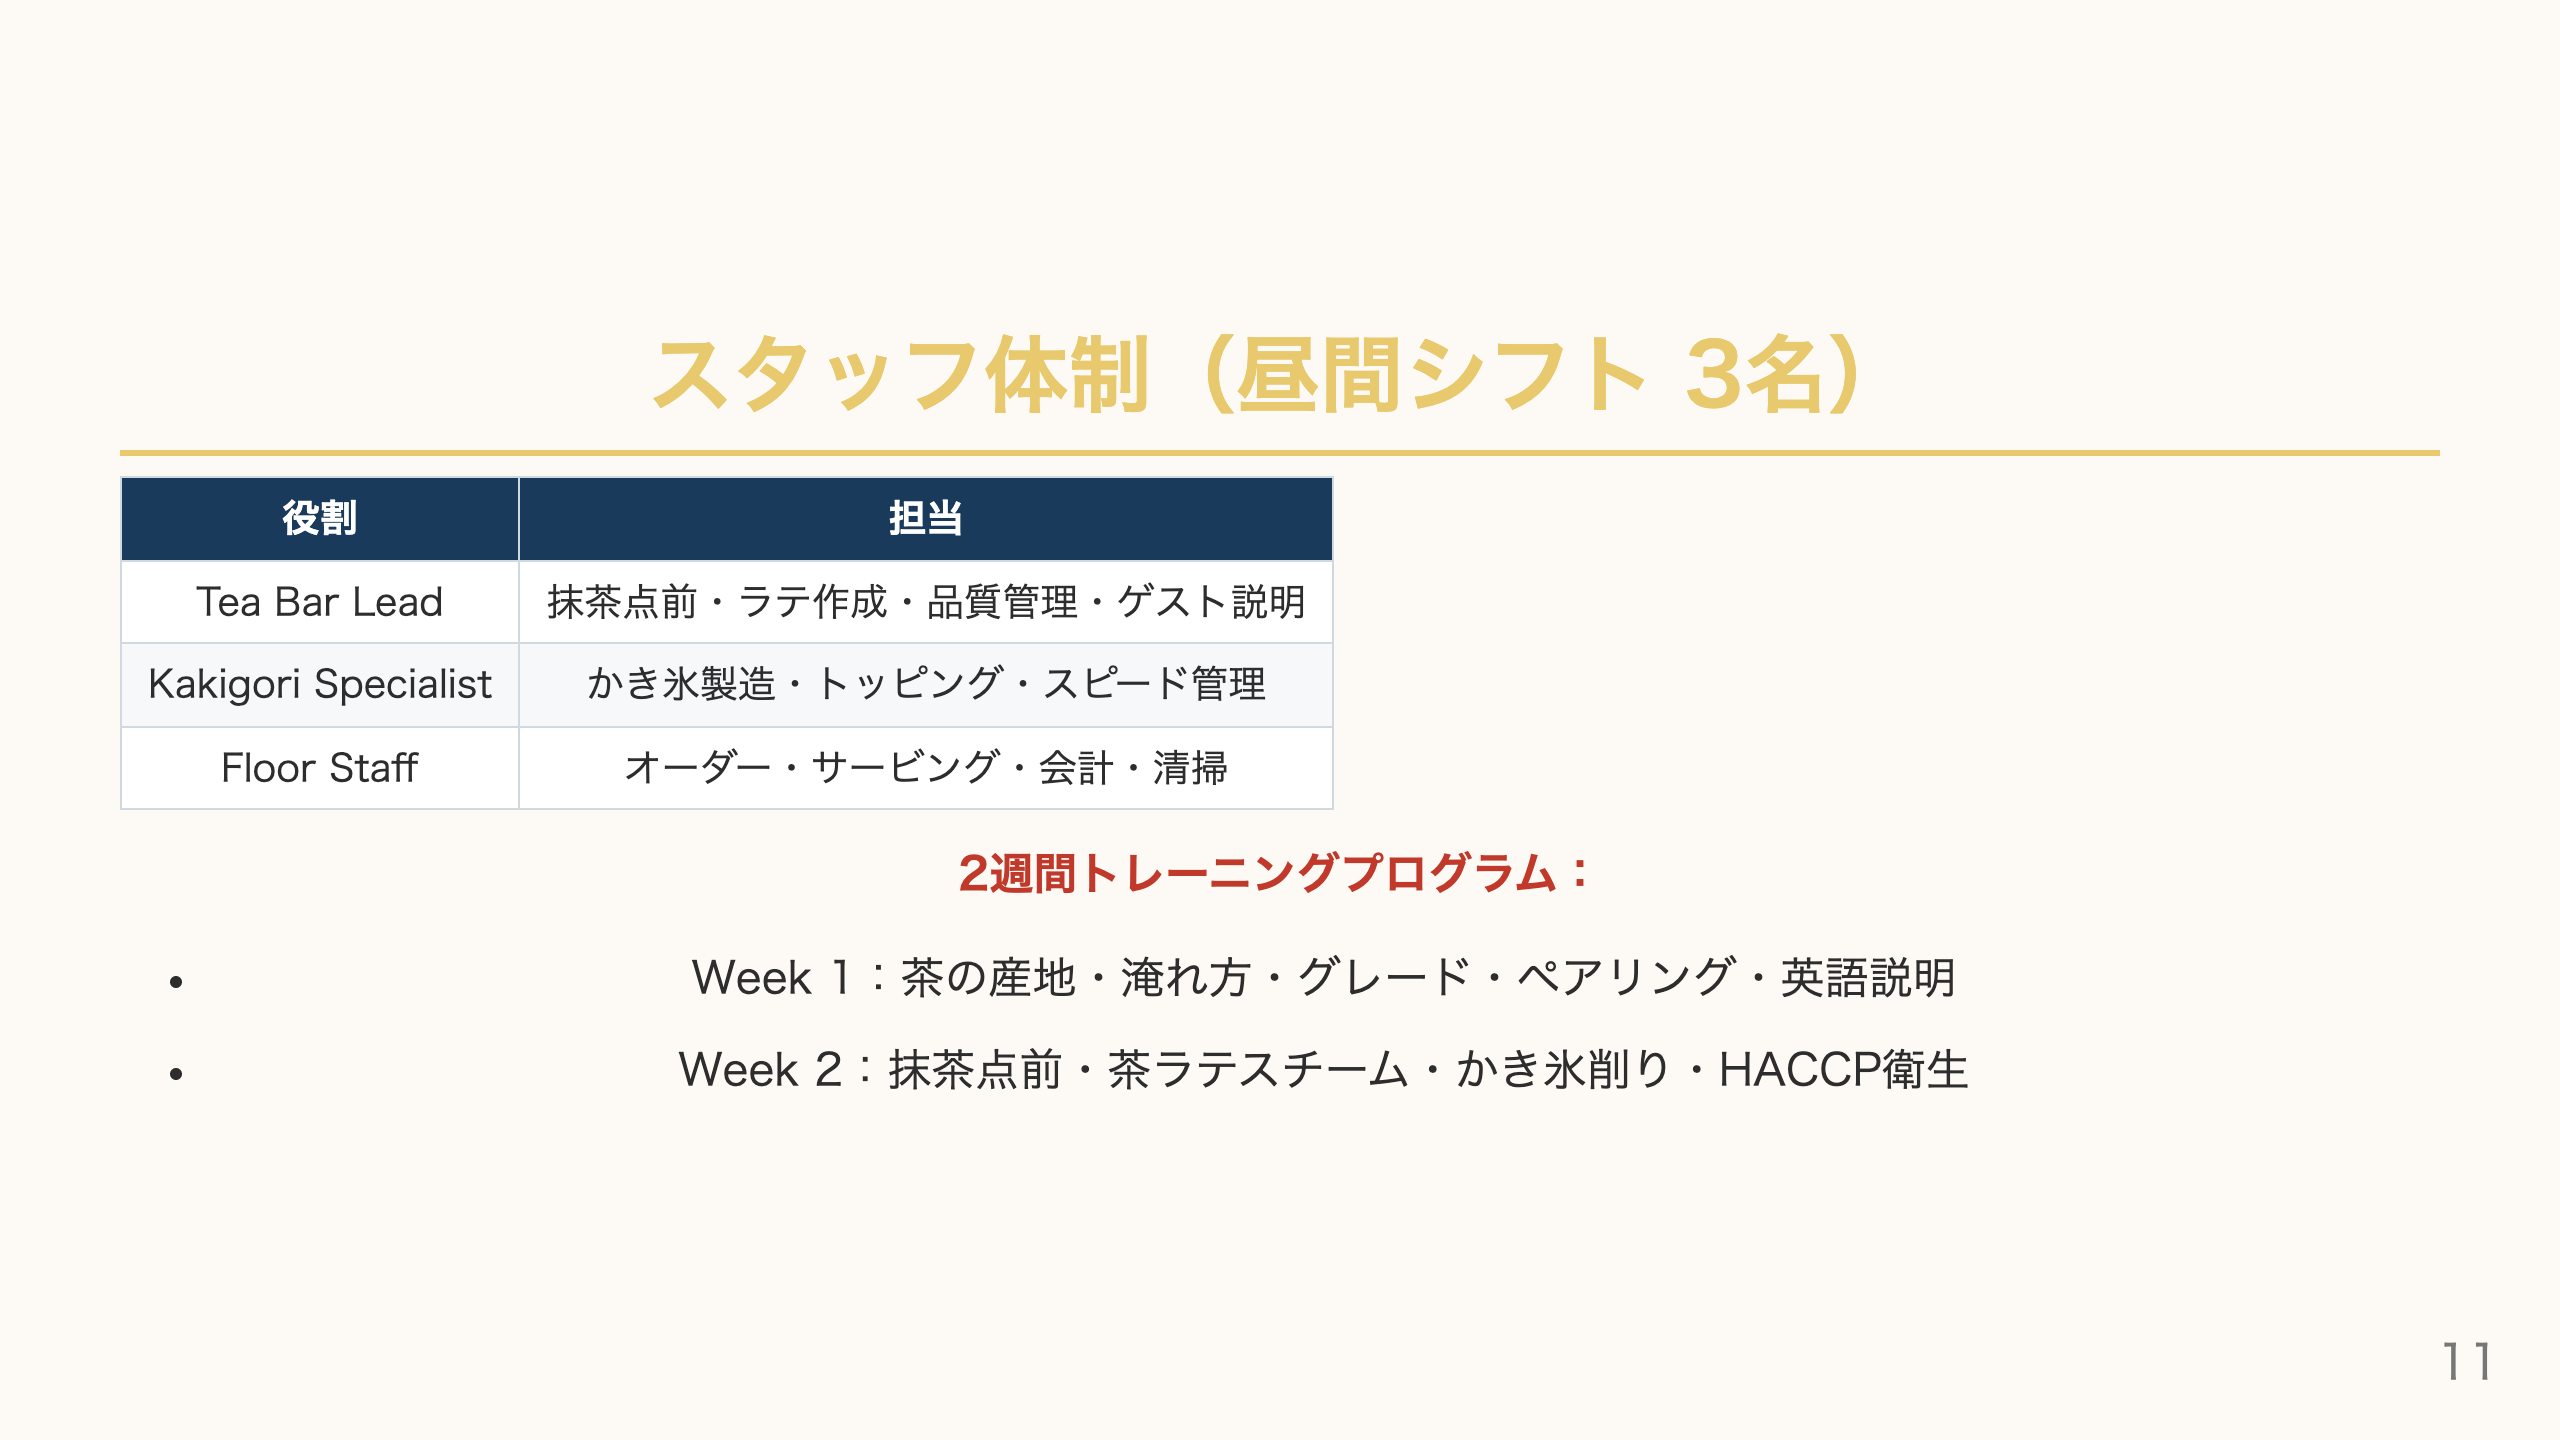 スタッフ体制（昼間シフト 3名）
役割 担当
Tea Bar Lead 抹茶点前・ラテ作成・品質管理・ゲスト説明
Kakigori Specialist かき氷製造・トッピング・スピード管理
Floor Staff オーダー・サービング・会計・清掃
2週間トレーニングプログラム：
• Week 1：茶の産地・淹れ方・グレード・ペアリング・英語説明
• Week 2：抹茶点前・茶ラテスチーム・かき氷削り・HACCP衛生
11